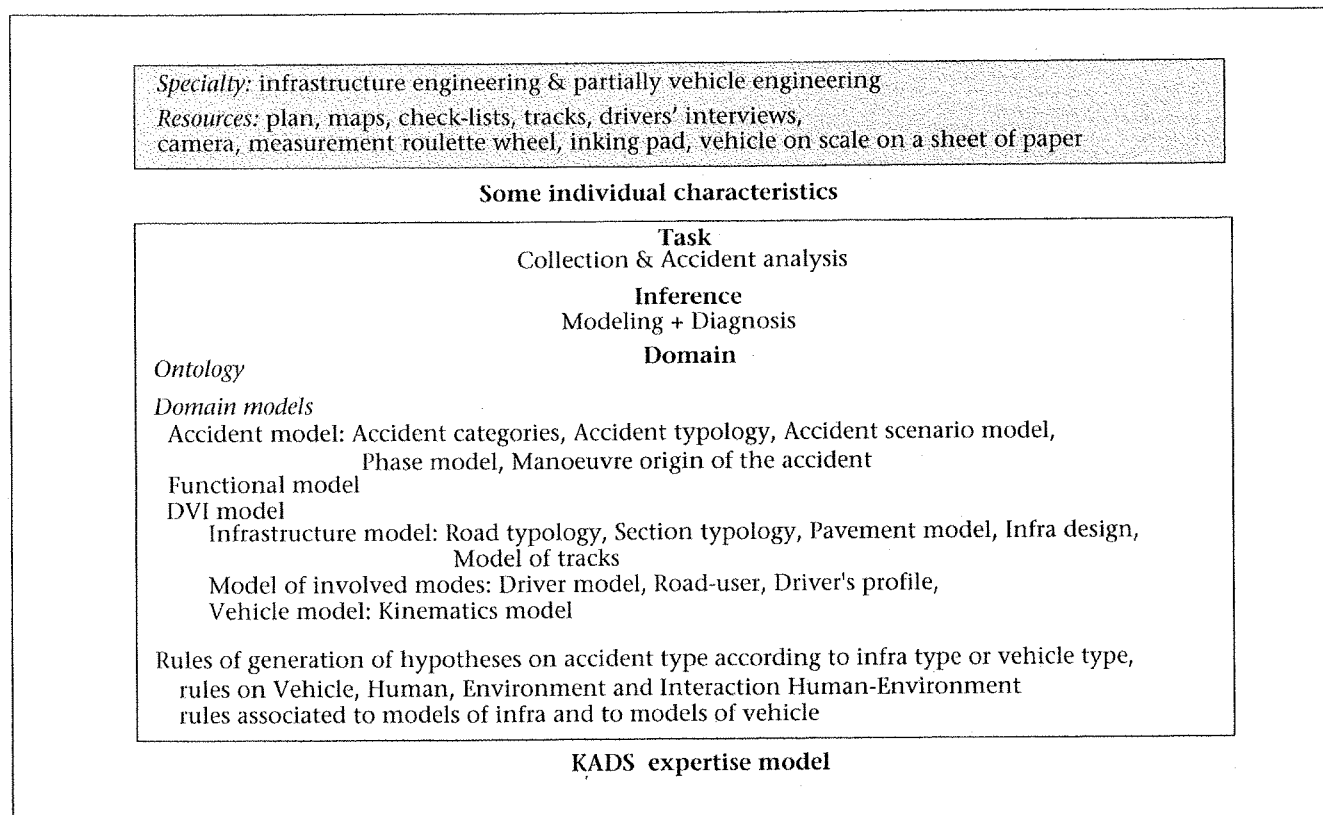 Specialty: infrastructure engineering & partially vehicle engineering
Resources: plan, maps, check-lists, tracks, drivers' interviews,
camera, measurement roulette wheel, inking pad, vehicle on scale on a sheet of paper
Some individual characteristics
Task
Collection & Accident analysis
Inference
Modeling + Diagnosis
Domain
Ontology
Domain models
Accident model: Accident categories, Accident typology, Accident scenario model,
Phase model, Manoeuvre origin of the accident
Functional model
DVI model
Infrastructure model: Road typology, Section typology, Pavement model, Infra design,
Model of tracks
Model of involved modes: Driver model, Road-user, Driver's profile,
Vehicle model: Kinematics model
Rules of generation of hypotheses on accident type according to infra type or vehicle type,
rules on Vehicle, Human, Environment and Interaction Human-Environment
rules associated to models of infra and to models of vehicle
KADS expertise model